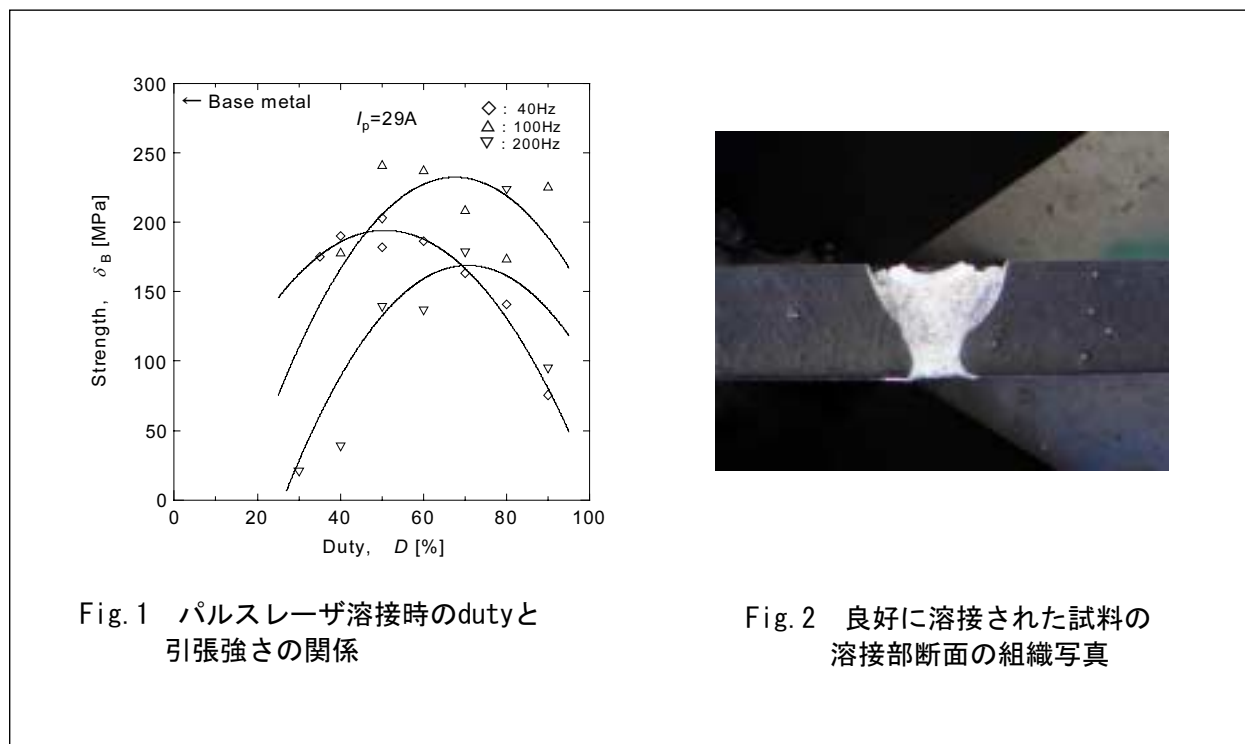 300
250
200
150
100
50
0
Strength, δB [MPa]
← Base metal
Ip=29A
◇ : 40Hz
△ : 100Hz
▽ : 200Hz
0 20 40 60 80 100
Duty, D [%]
Fig.1 パルスレーザ溶接時のdutyと
引張強さの関係
Fig.2 良好に溶接された試料の
溶接部断面の組織写真